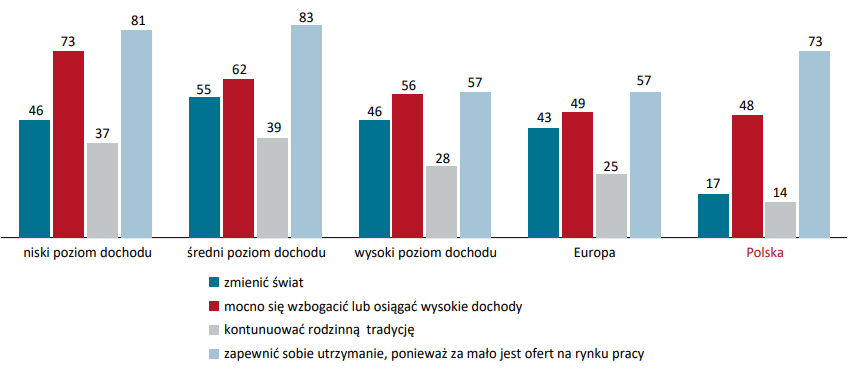 46 73 37 81
55 62 39 83
46 56 28 57
43 49 25 57
17 48 14 73
niski poziom dochodu
średni poziom dochodu
wysoki poziom dochodu
Europa
Polska
zmienić świat
mocno się wzbogacić lub osiągać wysokie dochody
kontunuować rodzinną tradycję
zapewnić sobie utrzymanie, ponieważ za mało jest ofert na rynku pracy